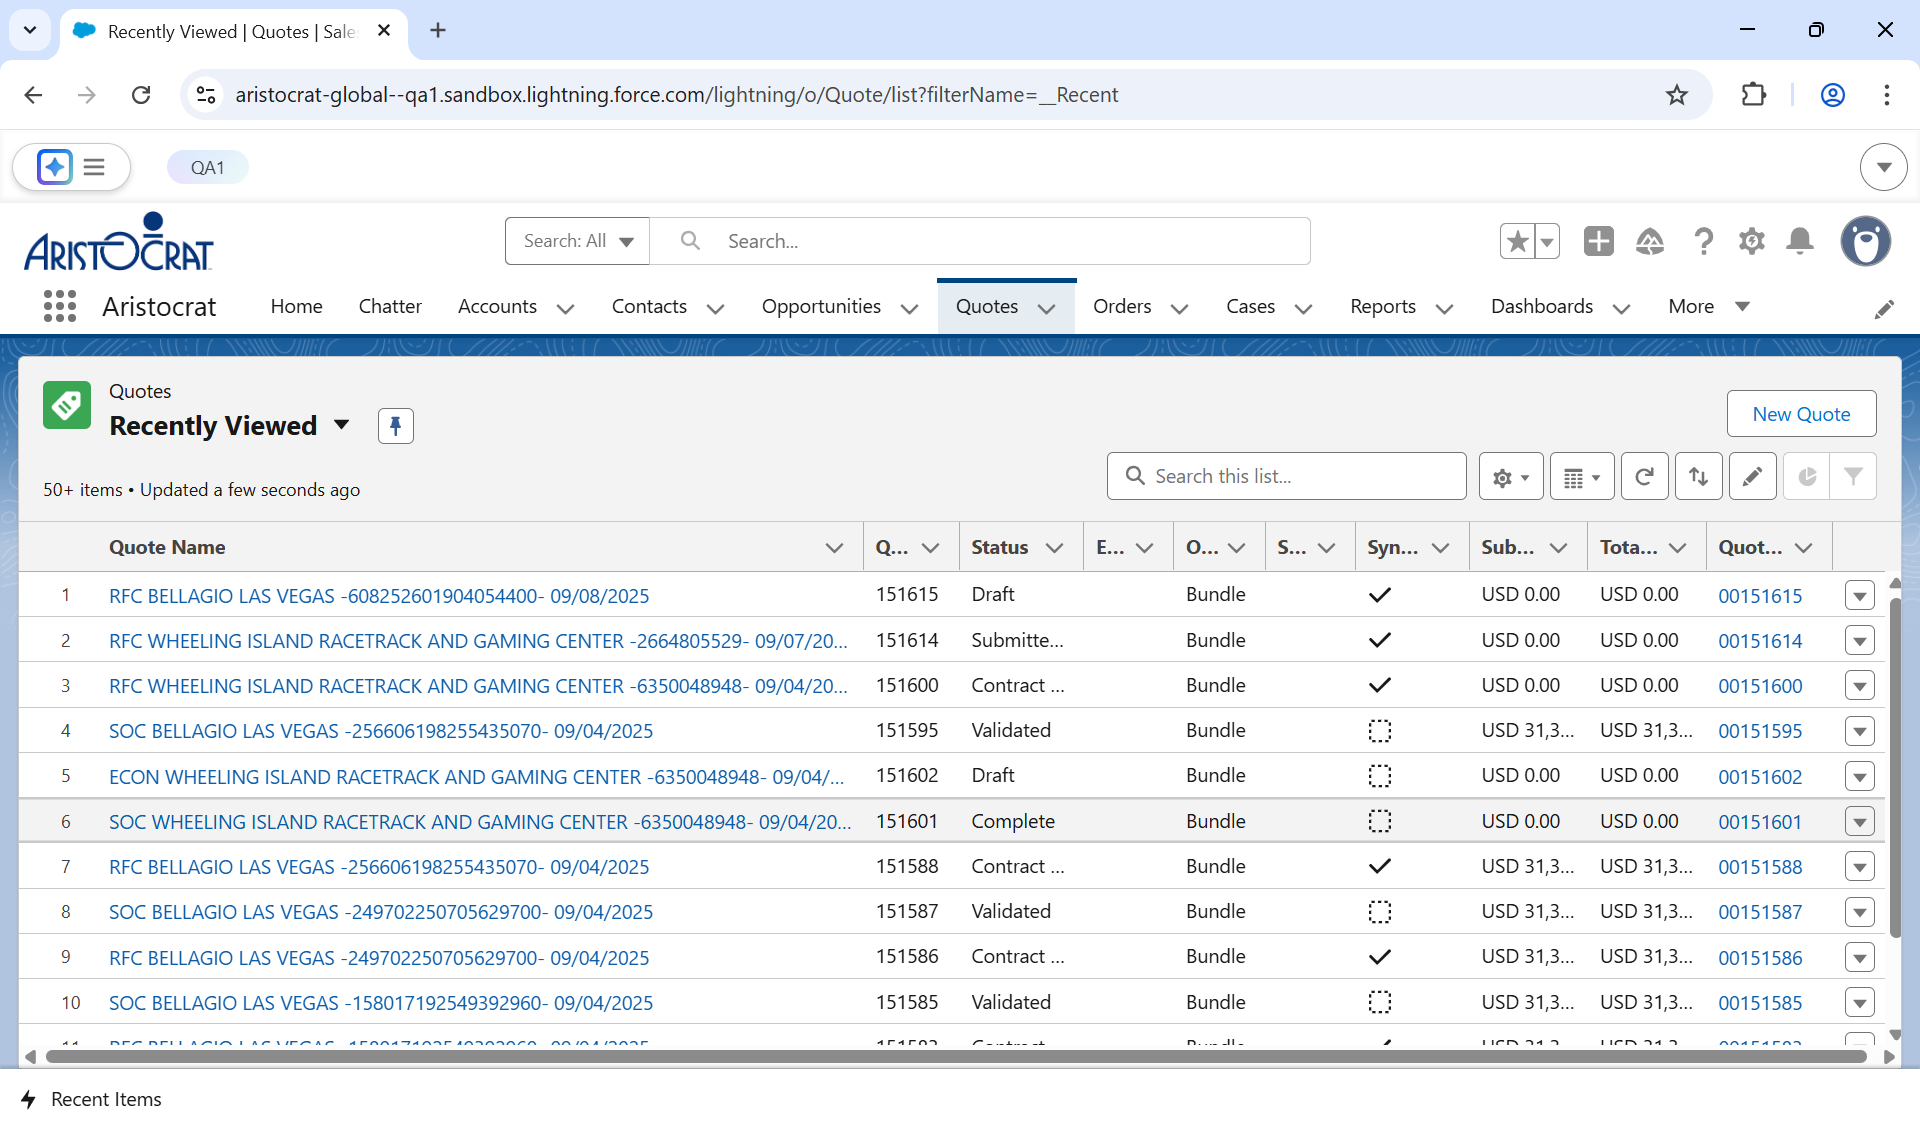 Recently Viewed | Quotes | Sale
aristocrat-global--qa1.sandbox.lightning.force.com/lightning/o/Quote/list?filterName=__Recent
QA1
ARISTOCRAT
Search: All
Search...
Aristocrat
Home
Chatter
Accounts
Contacts
Opportunities
Quotes
Orders
Cases
Reports
Dashboards
More
Quotes
Recently Viewed
New Quote
50+ items • Updated a few seconds ago
Search this list...
Quote Name Q... Status E... O... S... Syn... Sub... Tota... Quot...
1 RFC BELLAGIO LAS VEGAS -608252601904054400- 09/08/2025 151615 Draft Bundle USD 0.00 USD 0.00 00151615
2 RFC WHEELING ISLAND RACETRACK AND GAMING CENTER -2664805529- 09/07/20... 151614 Submitte... Bundle USD 0.00 USD 0.00 00151614
3 RFC WHEELING ISLAND RACETRACK AND GAMING CENTER -6350048948- 09/04/20... 151600 Contract ... Bundle USD 0.00 USD 0.00 00151600
4 SOC BELLAGIO LAS VEGAS -256606198255435070- 09/04/2025 151595 Validated Bundle USD 31,3... USD 31,3... 00151595
5 ECON WHEELING ISLAND RACETRACK AND GAMING CENTER -6350048948- 09/04/... 151602 Draft Bundle USD 0.00 USD 0.00 00151602
6 SOC WHEELING ISLAND RACETRACK AND GAMING CENTER -6350048948- 09/04/20... 151601 Complete Bundle USD 0.00 USD 0.00 00151601
7 RFC BELLAGIO LAS VEGAS -256606198255435070- 09/04/2025 151588 Contract ... Bundle USD 31,3... USD 31,3... 00151588
8 SOC BELLAGIO LAS VEGAS -249702250705629700- 09/04/2025 151587 Validated Bundle USD 31,3... USD 31,3... 00151587
9 RFC BELLAGIO LAS VEGAS -249702250705629700- 09/04/2025 151586 Contract ... Bundle USD 31,3... USD 31,3... 00151586
10 SOC BELLAGIO LAS VEGAS -158017192549392960- 09/04/2025 151585 Validated Bundle USD 31,3... USD 31,3... 00151585
Recent Items